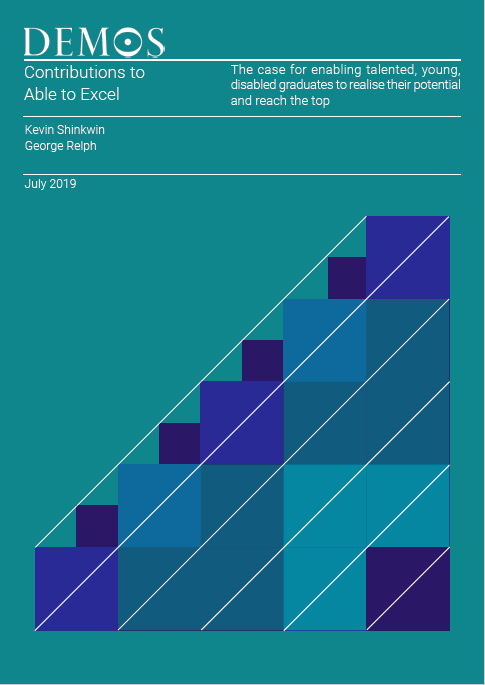 DEMOS
Contributions to
Able to Excel
The case for enabling talented, young,
disabled graduates to realise their potential
and reach the top
Kevin Shinkwin
George Relph
July 2019